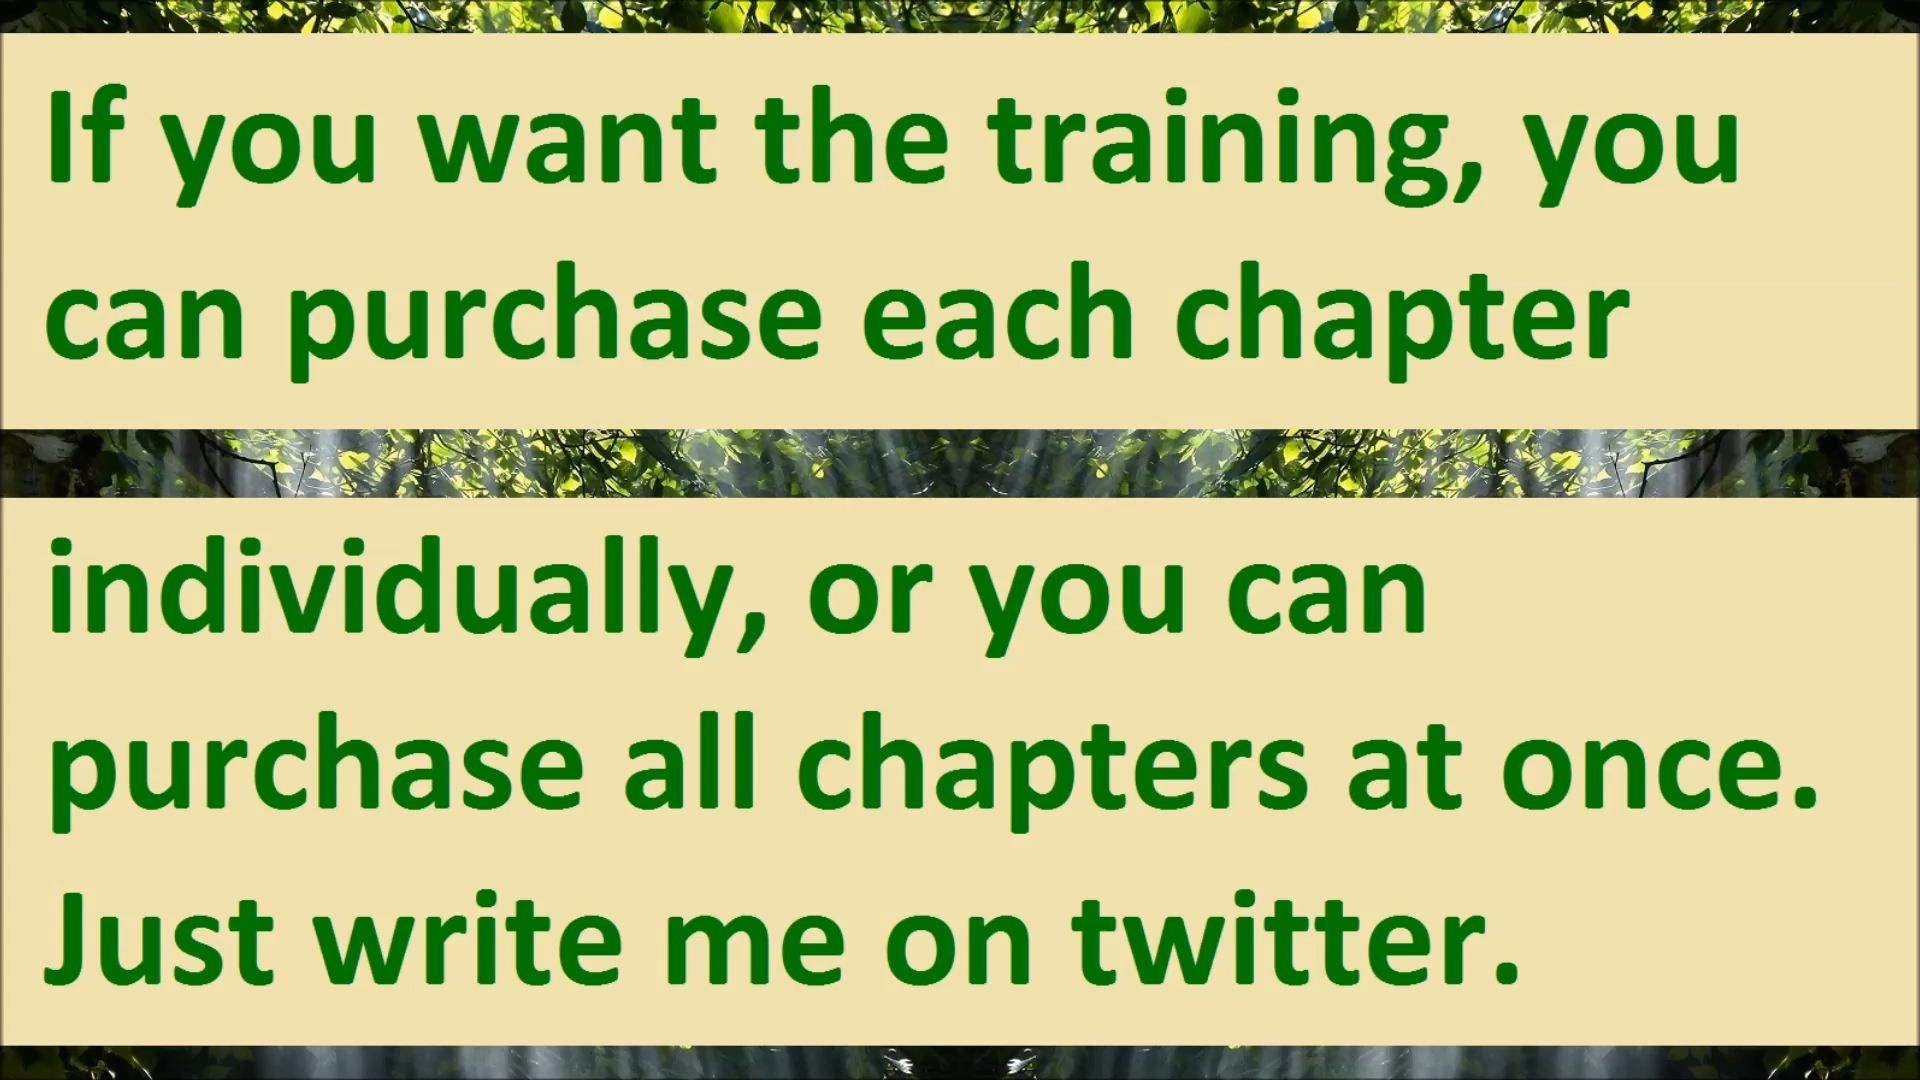 If you want the training, you
can purchase each chapter
individually, or you can
purchase all chapters at once.
Just write me on twitter.